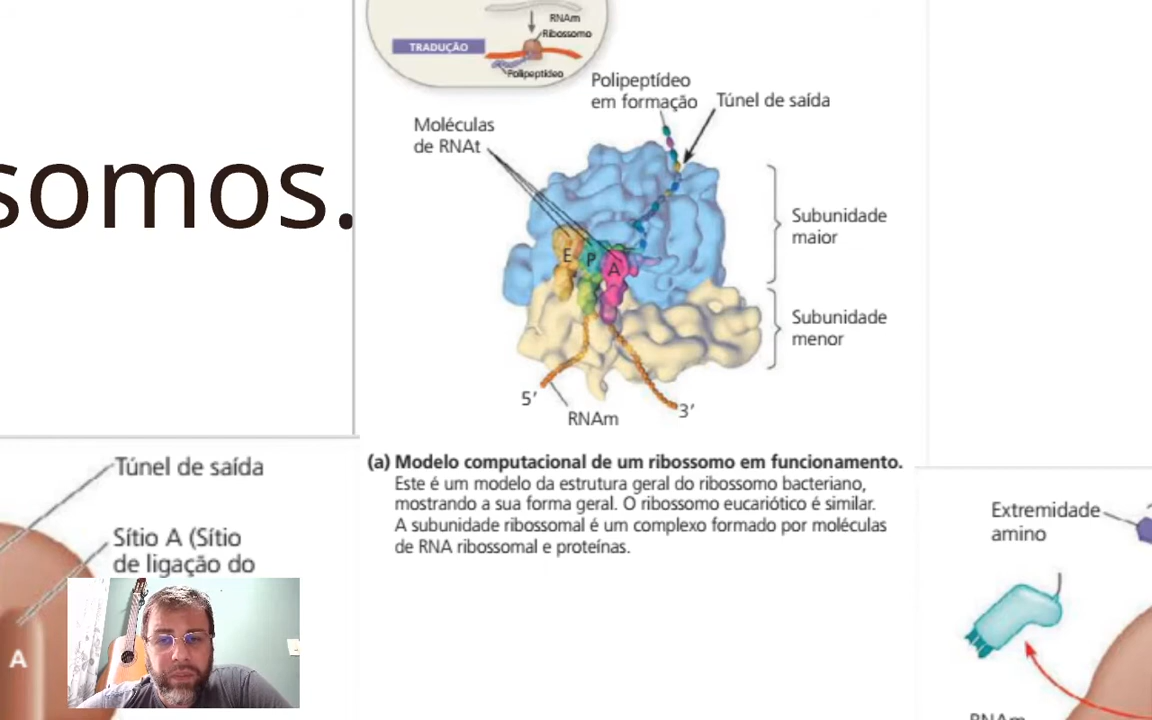 somos.
RNAm
Ribossomo
TRADUÇÃO
Polipeptídeo
Polipeptídeo
em formação
Túnel de saída
Moléculas
de RNAt
Subunidade
maior
E P A
Subunidade
menor
5'
RNAm
3'
(a) Modelo computacional de um ribossomo em funcionamento.
Este é um modelo da estrutura geral do ribossomo bacteriano,
mostrando a sua forma geral. O ribossomo eucariótico é similar.
A subunidade ribossomal é um complexo formado por moléculas
de RNA ribossomal e proteínas.
Túnel de saída
Sítio A (Sítio
de ligação do
A
Extremidade
amino
RNAm